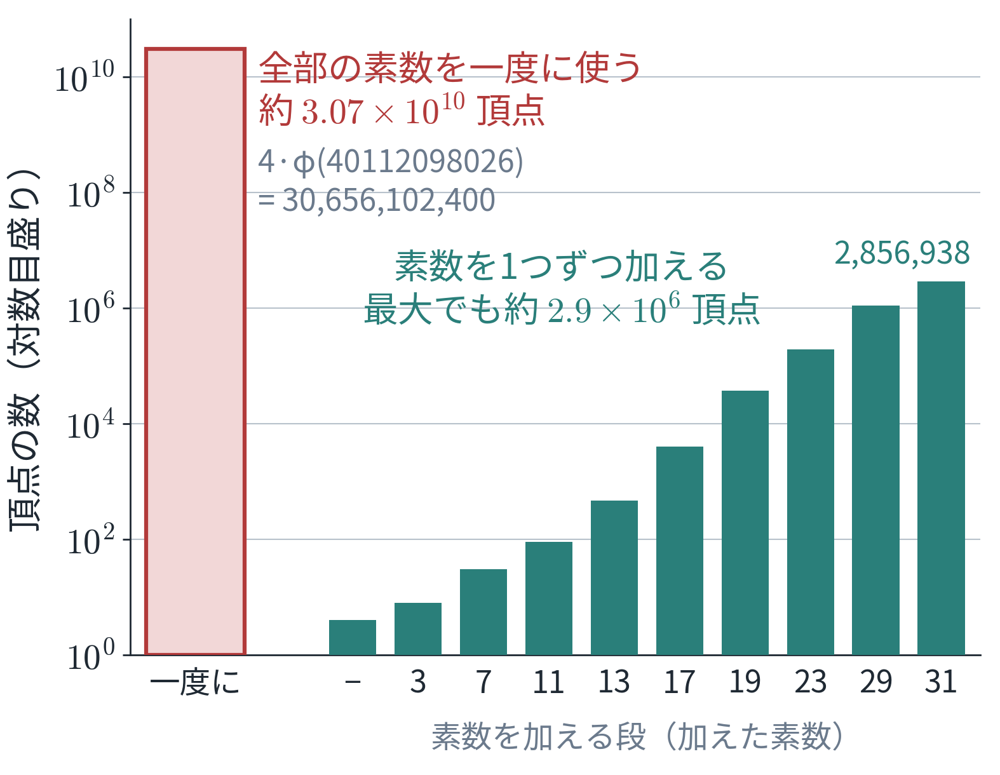 頂点の数（対数目盛り）
10^10
10^8
10^6
10^4
10^2
10^0
全部の素数を一度に使う
約 3.07 × 10^10 頂点
4·φ(40112098026)
= 30,656,102,400
素数を1つずつ加える
最大でも約 2.9 × 10^6 頂点
2,856,938
一度に − 3 7 11 13 17 19 23 29 31
素数を加える段（加えた素数）